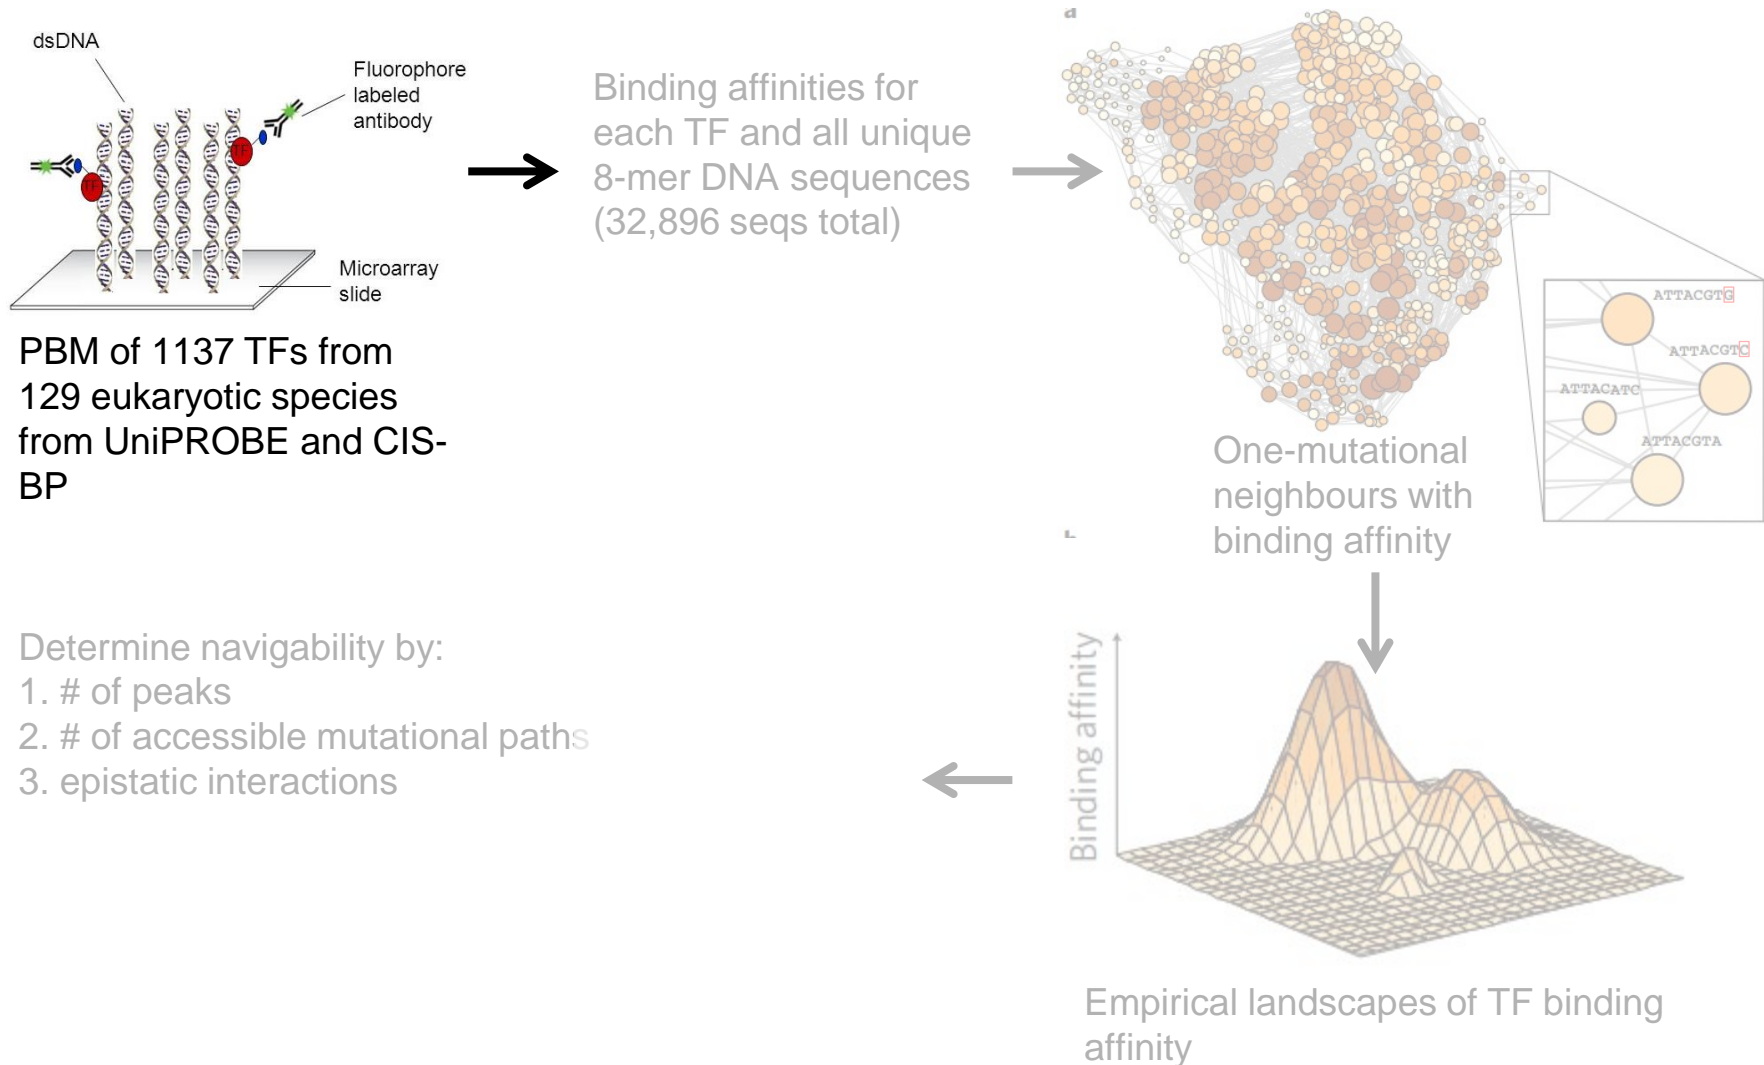 dsDNA
Fluorophore
labeled
antibody
TF
TF
Microarray
slide
PBM of 1137 TFs from
129 eukaryotic species
from UniPROBE and CIS-
BP
Binding affinities for
each TF and all unique
8-mer DNA sequences
(32,896 seqs total)
a
ATTACGTG
ATTACGTC
ATTACATC
ATTACGTA
One-mutational
neighbours with
binding affinity
Binding affinity
Empirical landscapes of TF binding
affinity
Determine navigability by:
1. # of peaks
2. # of accessible mutational paths
3. epistatic interactions